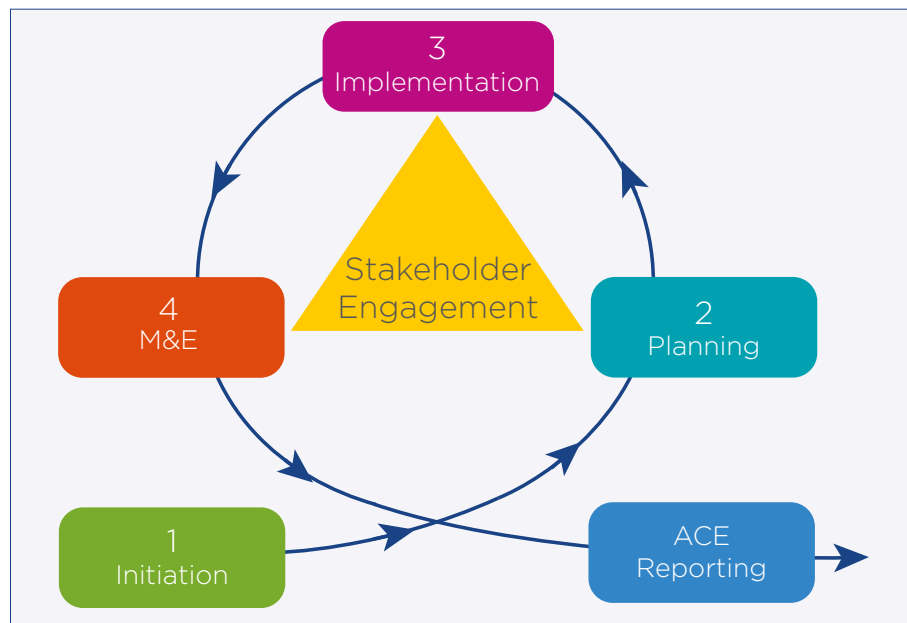 3
Implementation
Stakeholder
Engagement
4
M&E
2
Planning
1
Initiation
ACE
Reporting